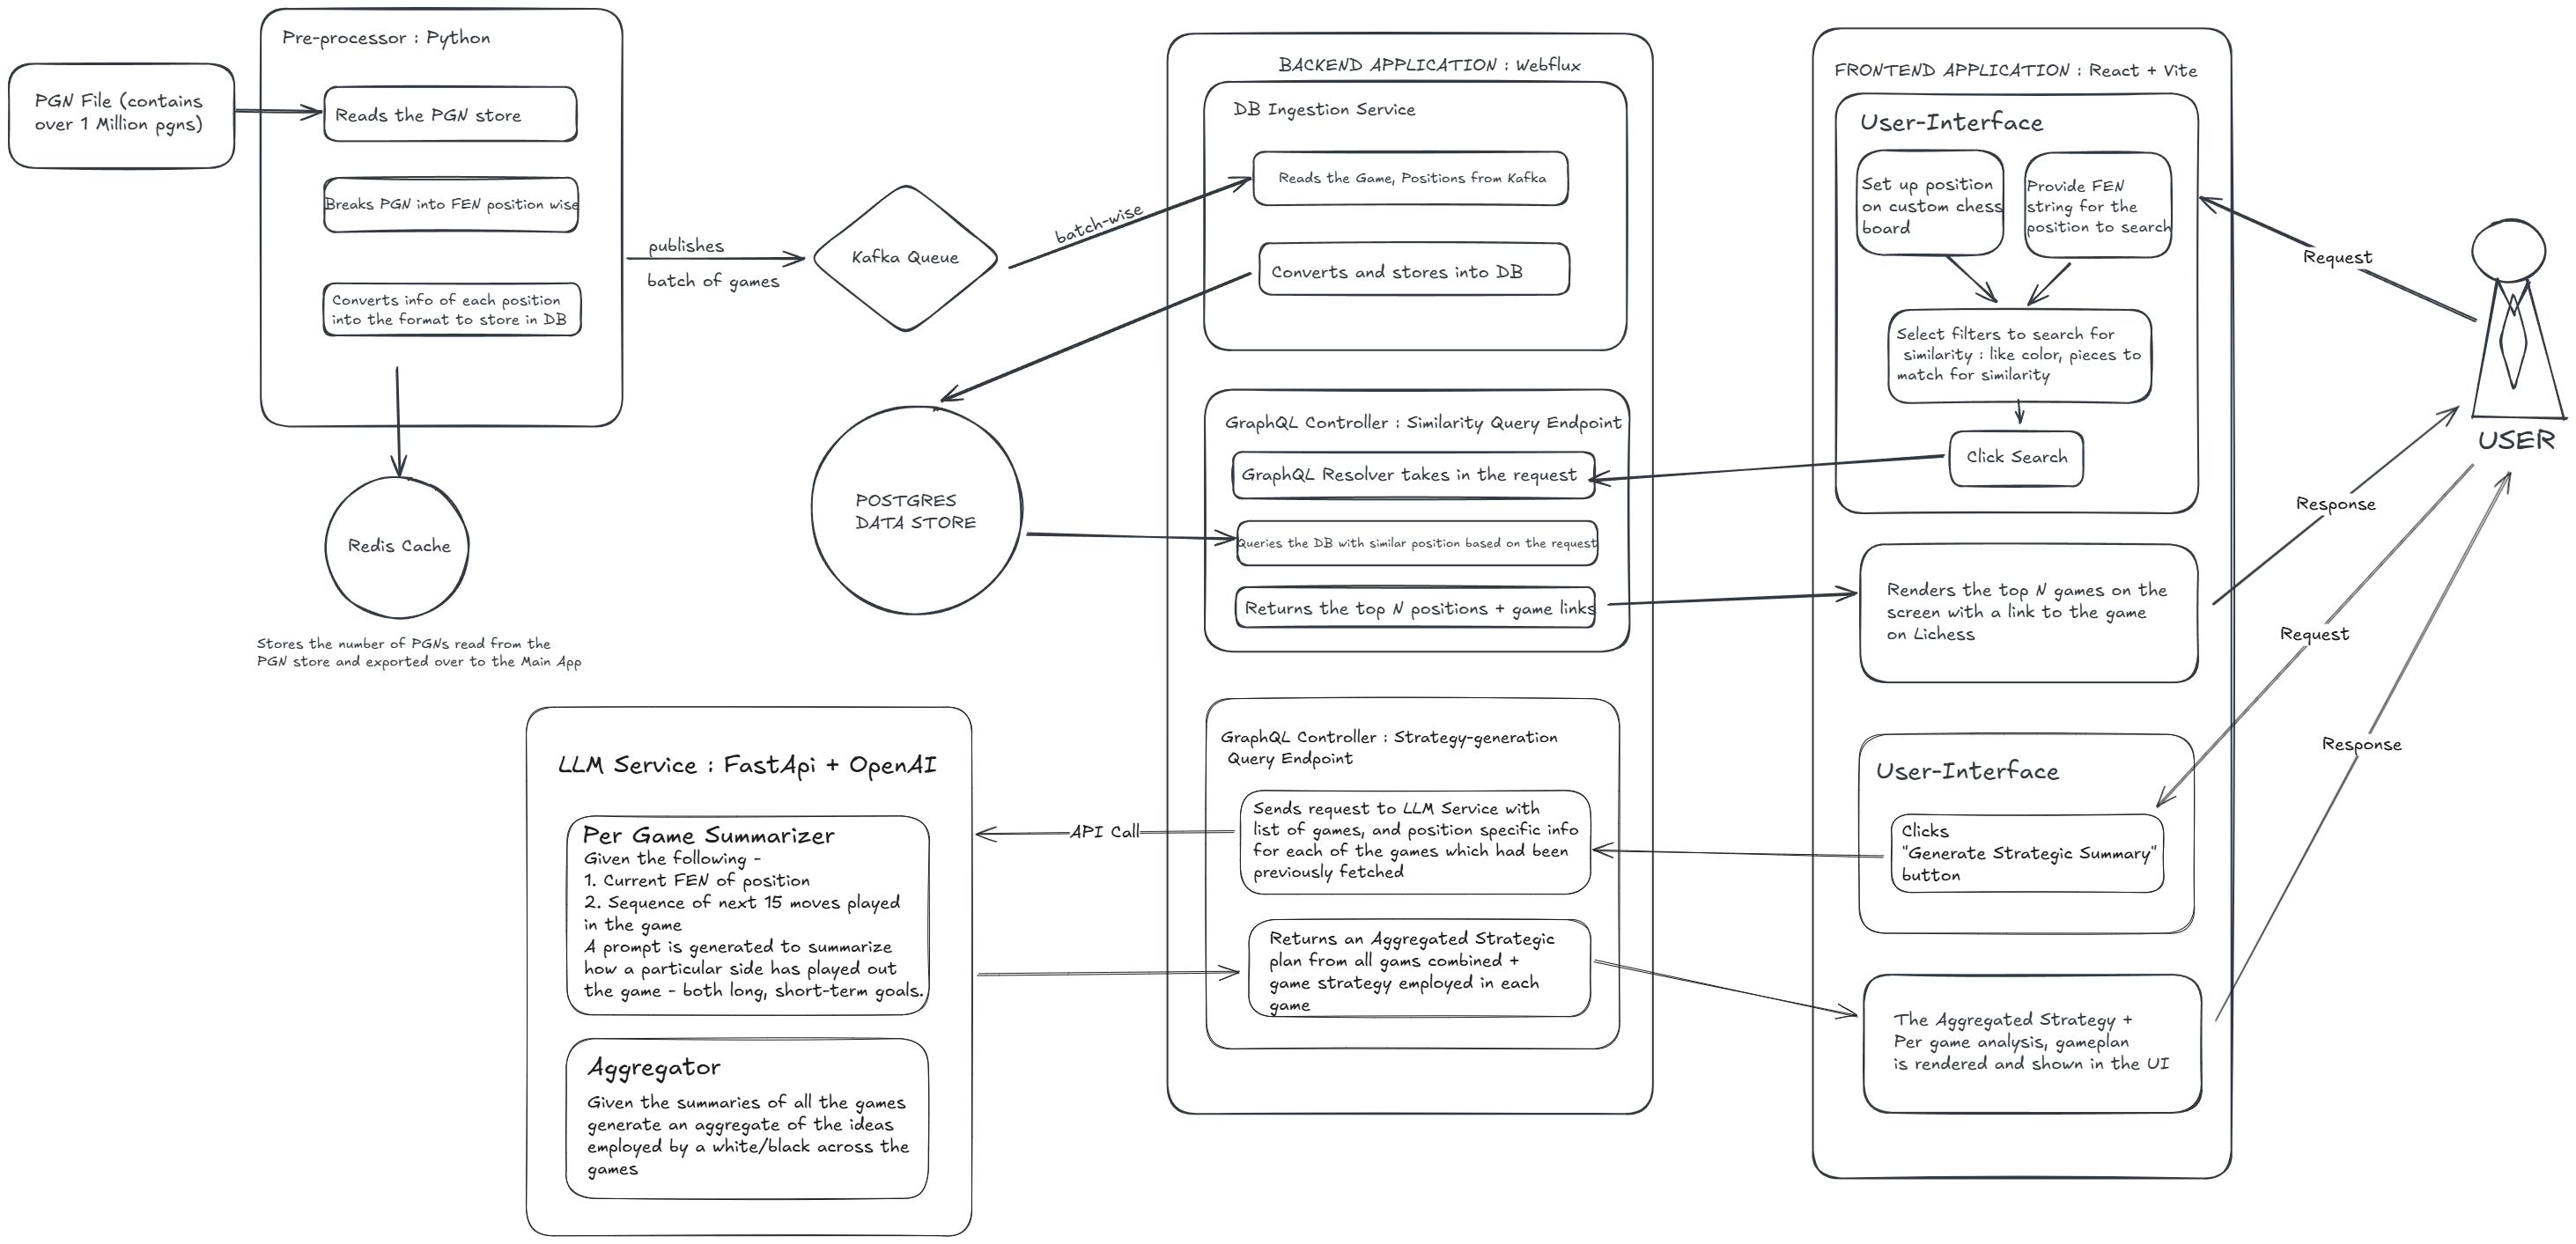 PGN File (contains
over 1 Million pgns)
Pre-processor : Python
Reads the PGN store
Breaks PGN into FEN position wise
Converts info of each position
into the format to store in DB
Redis Cache
Stores the number of PGNs read from the
PGN store and exported over to the Main App
publishes
batch of games
Kafka Queue
batch-wise
POSTGRES
DATA STORE
BACKEND APPLICATION : Webflux
DB Ingestion Service
Reads the Game, Positions from Kafka
Converts and stores into DB
GraphQL Controller : Similarity Query Endpoint
GraphQL Resolver takes in the request
Queries the DB with similar position based on the request
Returns the top N positions + game links
GraphQL Controller : Strategy-generation
Query Endpoint
Sends request to LLM Service with
list of games, and position specific info
for each of the games which had been
previously fetched
Returns an Aggregated Strategic
plan from all gams combined +
game strategy employed in each
game
API Call
LLM Service : FastApi + OpenAI
Per Game Summarizer
Given the following -
1. Current FEN of position
2. Sequence of next 15 moves played
in the game
A prompt is generated to summarize
how a particular side has played out
the game - both long, short-term goals.
Aggregator
Given the summaries of all the games
generate an aggregate of the ideas
employed by a white/black across the
games
FRONTEND APPLICATION : React + Vite
User-Interface
Set up position
on custom chess
board
Provide FEN
string for the
position to search
Select filters to search for
similarity : like color, pieces to
match for similarity
Click Search
Renders the top N games on the
screen with a link to the game
on Lichess
User-Interface
Clicks
"Generate Strategic Summary"
button
The Aggregated Strategy +
Per game analysis, gameplan
is rendered and shown in the UI
Request
USER
Response
Request
Response